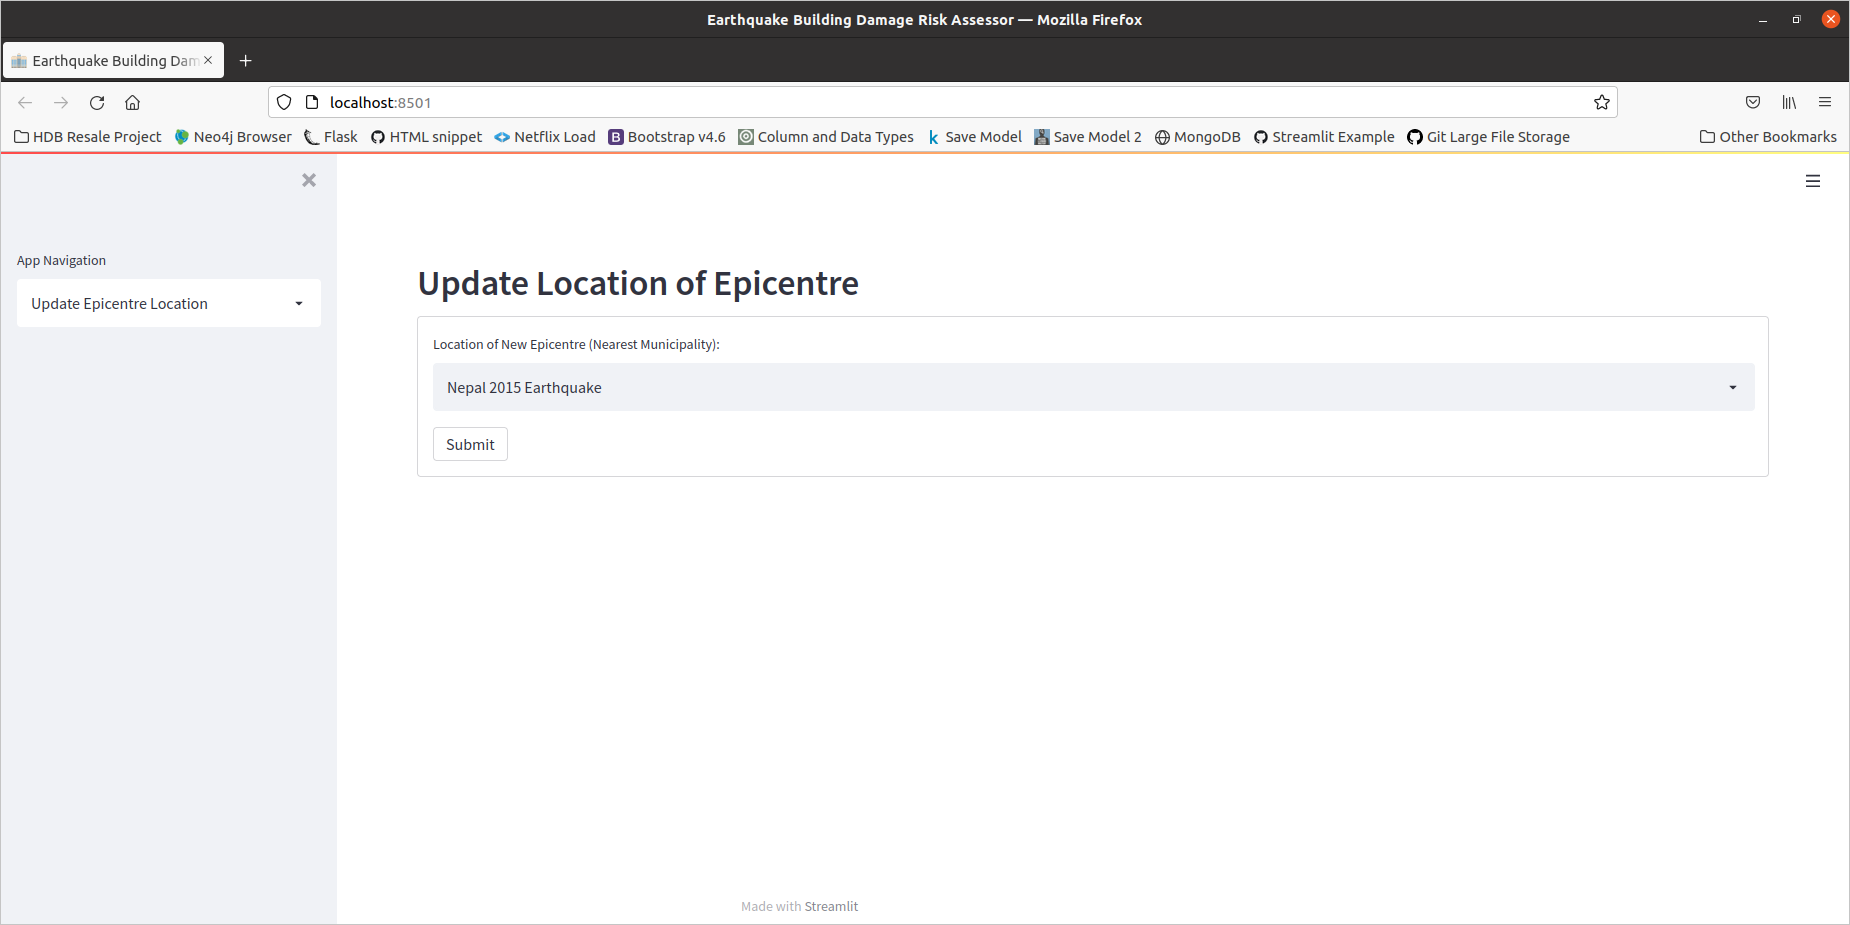 Earthquake Building Damage Risk Assessor — Mozilla Firefox
Earthquake Building Dam
localhost:8501
HDB Resale Project Neo4j Browser Flask HTML snippet Netflix Load Bootstrap v4.6 Column and Data Types Save Model Save Model 2 MongoDB Streamlit Example Git Large File Storage Other Bookmarks
App Navigation
Update Epicentre Location
Update Location of Epicentre
Location of New Epicentre (Nearest Municipality):
Nepal 2015 Earthquake
Submit
Made with Streamlit